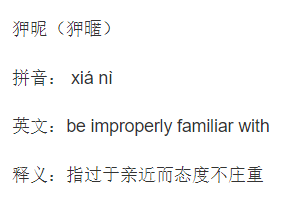 狎昵（狎暱）
拼音： xiá nì
英文：be improperly familiar with
释义：指过于亲近而态度不庄重